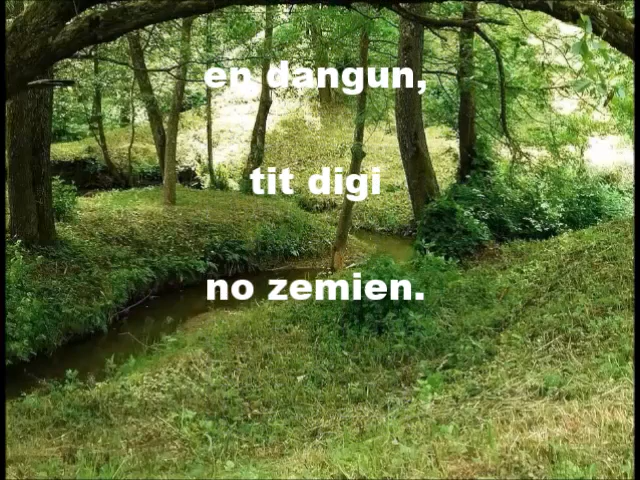 en dangun,
tit digi
no zemien.